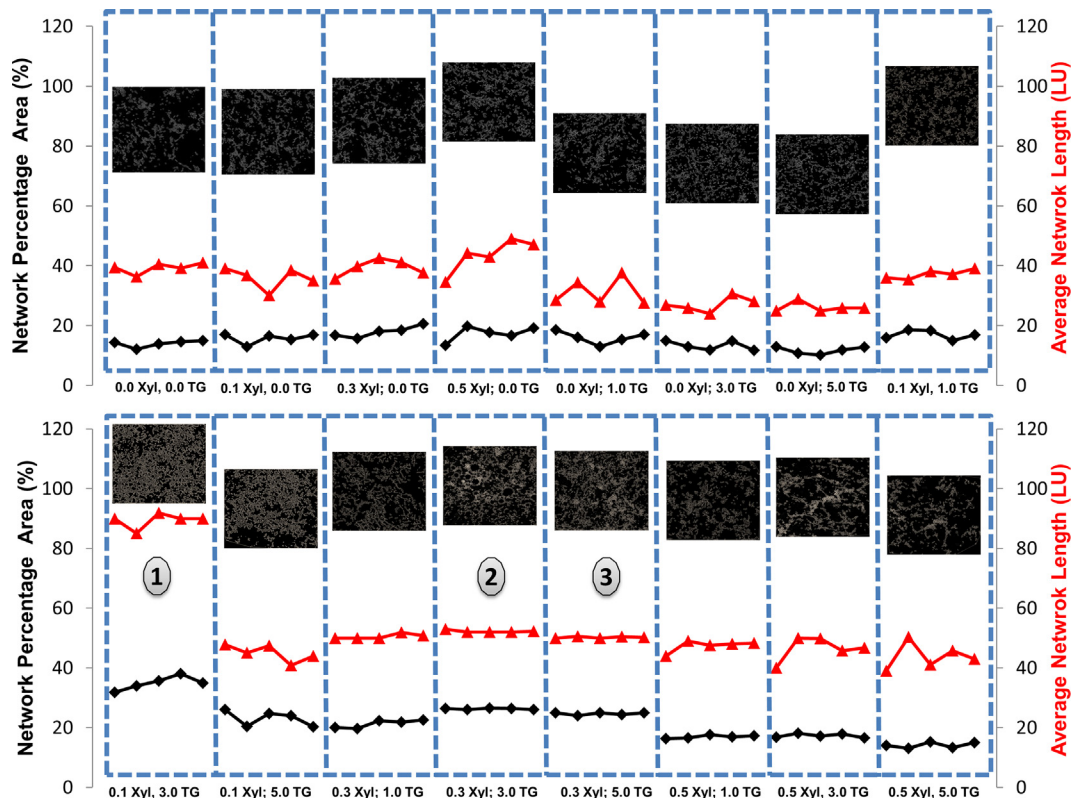 Network Percentage Area (%)
120
100
80
60
40
20
0
120
100
80
60
40
20
0
Average Netwrok Length (LU)
0.0 Xyl, 0.0 TG
0.1 Xyl, 0.0 TG
0.3 Xyl; 0.0 TG
0.5 Xyl; 0.0 TG
0.0 Xyl; 1.0 TG
0.0 Xyl; 3.0 TG
0.0 Xyl; 5.0 TG
0.1 Xyl, 1.0 TG
Network Percentage Area (%)
120
100
80
60
40
20
0
1
2
3
120
100
80
60
40
20
0
Average Netwrok Length (LU)
0.1 Xyl, 3.0 TG
0.1 Xyl; 5.0 TG
0.3 Xyl; 1.0 TG
0.3 Xyl; 3.0 TG
0.3 Xyl; 5.0 TG
0.5 Xyl; 1.0 TG
0.5 Xyl, 3.0 TG
0.5 Xyl; 5.0 TG